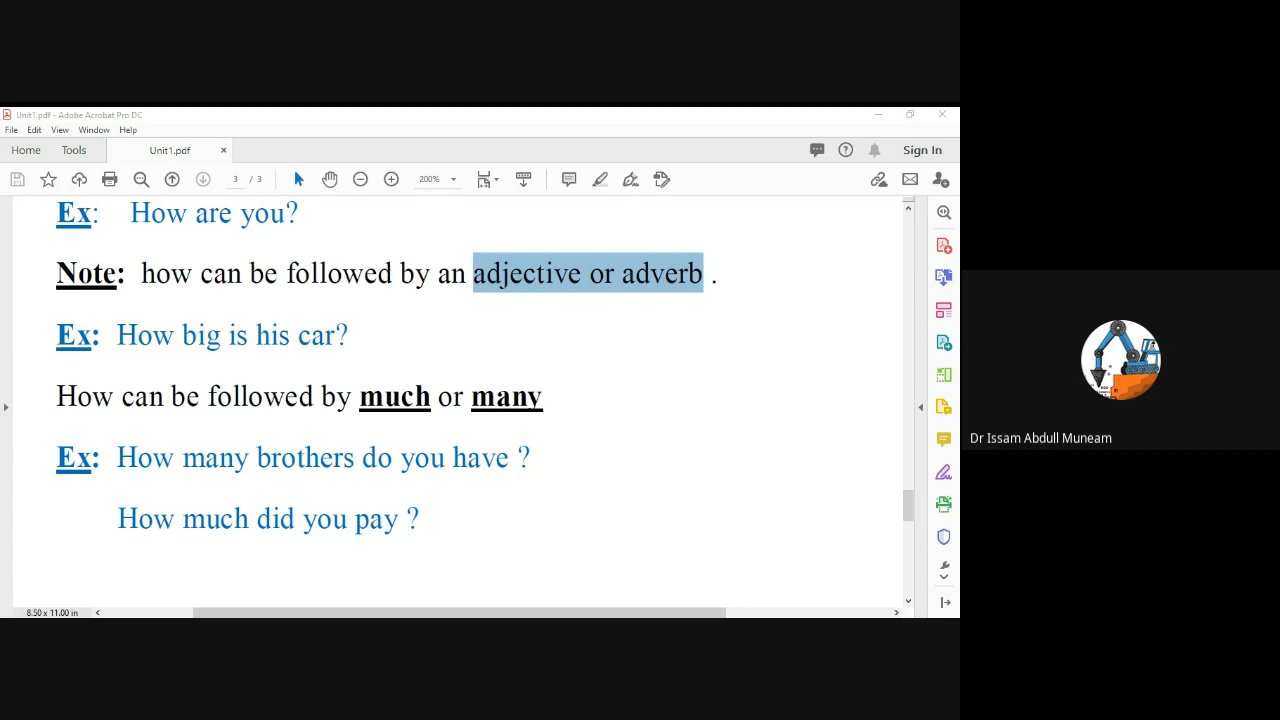 Unit1.pdf - Adobe Acrobat Pro DC
File Edit View Window Help
Home Tools Unit1.pdf × Sign In
3 / 3 200%
Ex: How are you?
Note: how can be followed by an adjective or adverb .
Ex: How big is his car?
How can be followed by much or many
Ex: How many brothers do you have ?
How much did you pay ?
8.50 x 11.00 in
Dr Issam Abdull Muneam